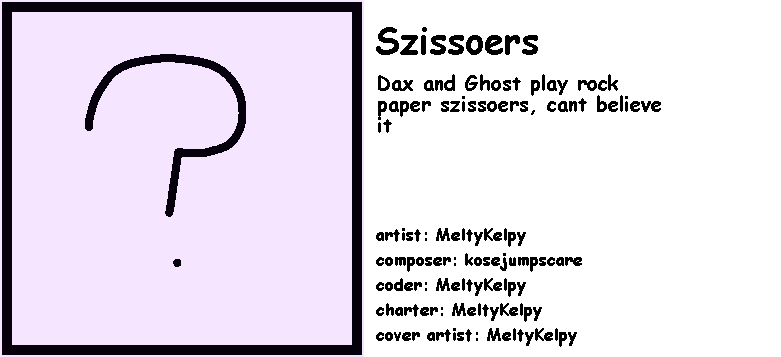 ?
Szissoers
Dax and Ghost play rock
paper szissoers, cant believe
it
artist: MeltyKelpy
composer: kosejumpscare
coder: MeltyKelpy
charter: MeltyKelpy
cover artist: MeltyKelpy